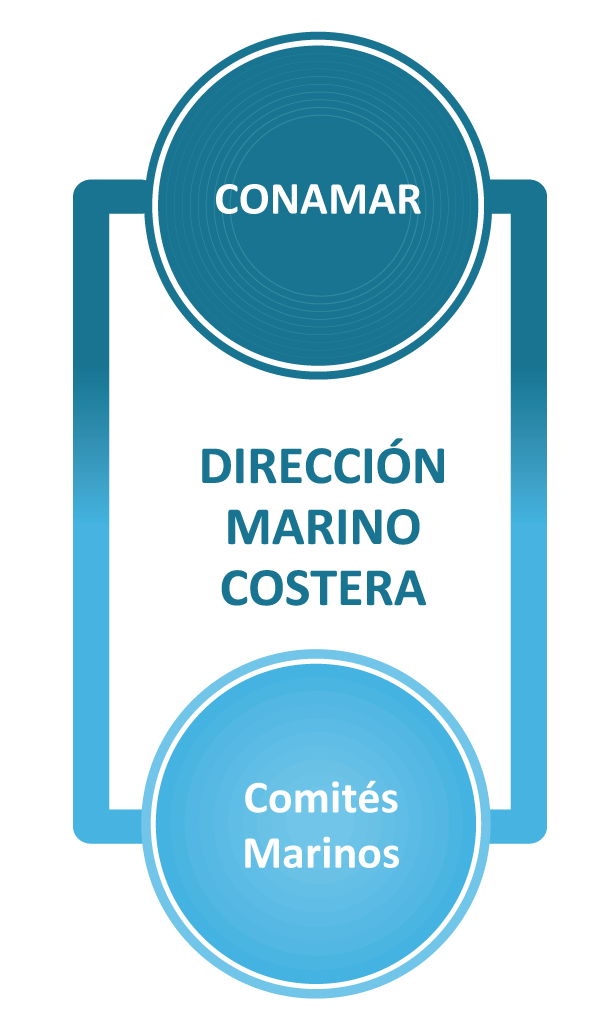 CONAMAR
DIRECCIÓN
MARINO
COSTERA
Comités
Marinos